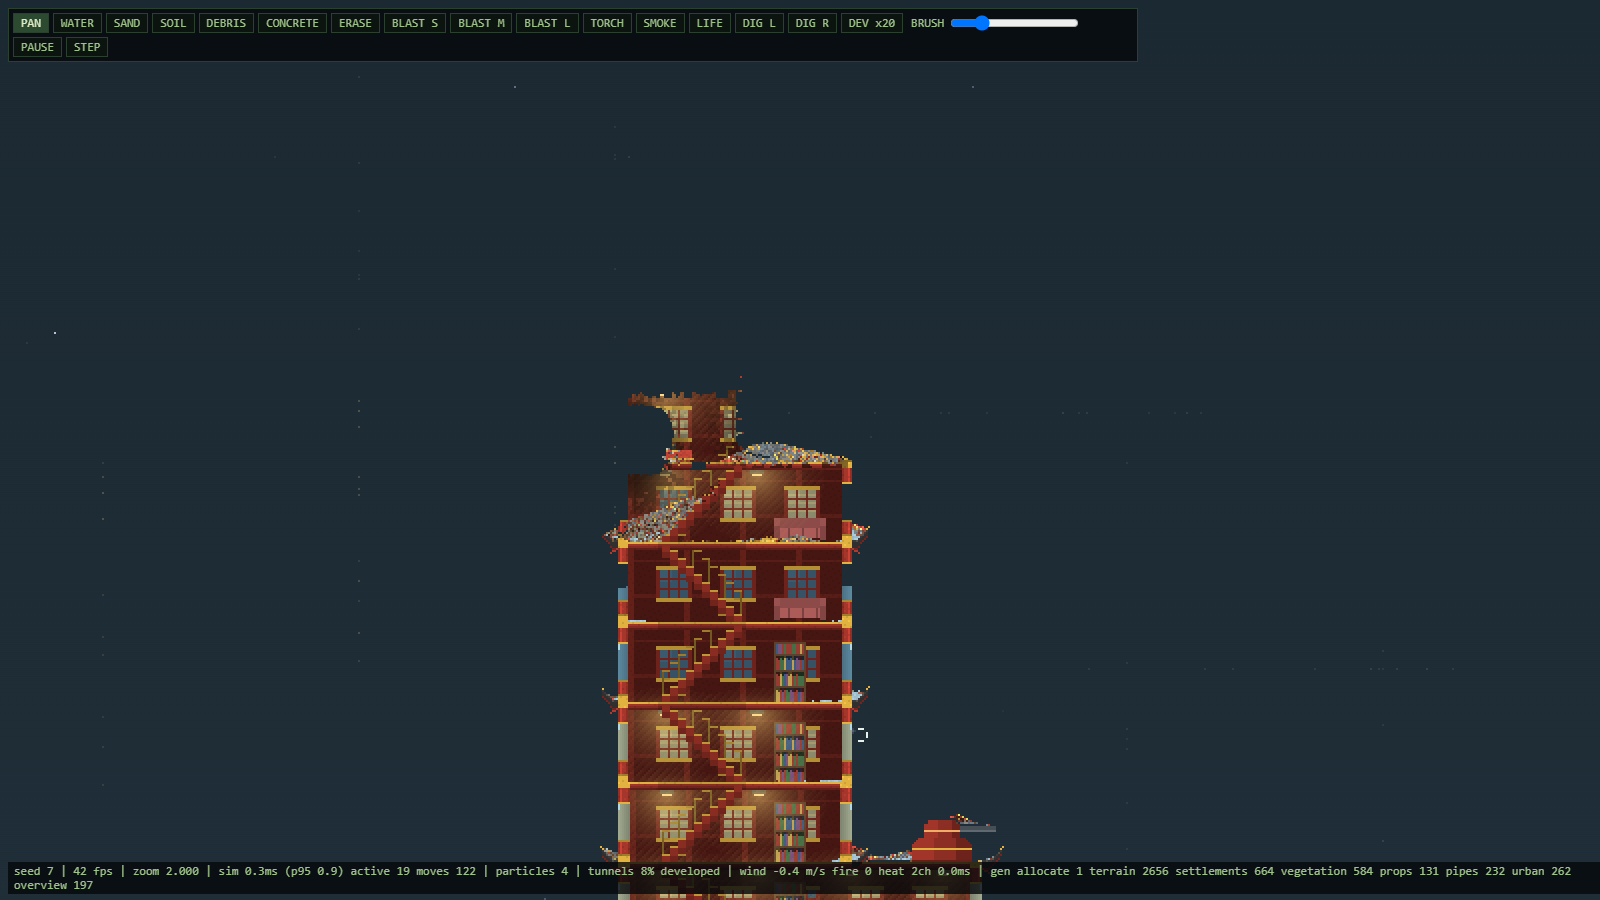 PAN WATER SAND SOIL DEBRIS CONCRETE ERASE BLAST S BLAST M BLAST L TORCH SMOKE LIFE DIG L DIG R DEV x20 BRUSH
PAUSE STEP
seed 7 | 42 fps | zoom 2.000 | sim 0.3ms (p95 0.9) active 19 moves 122 | particles 4 | tunnels 8% developed | wind -0.4 m/s fire 0 heat 2ch 0.0ms | gen allocate 1 terrain 2656 settlements 664 vegetation 584 props 131 pipes 232 urban 262
overview 197